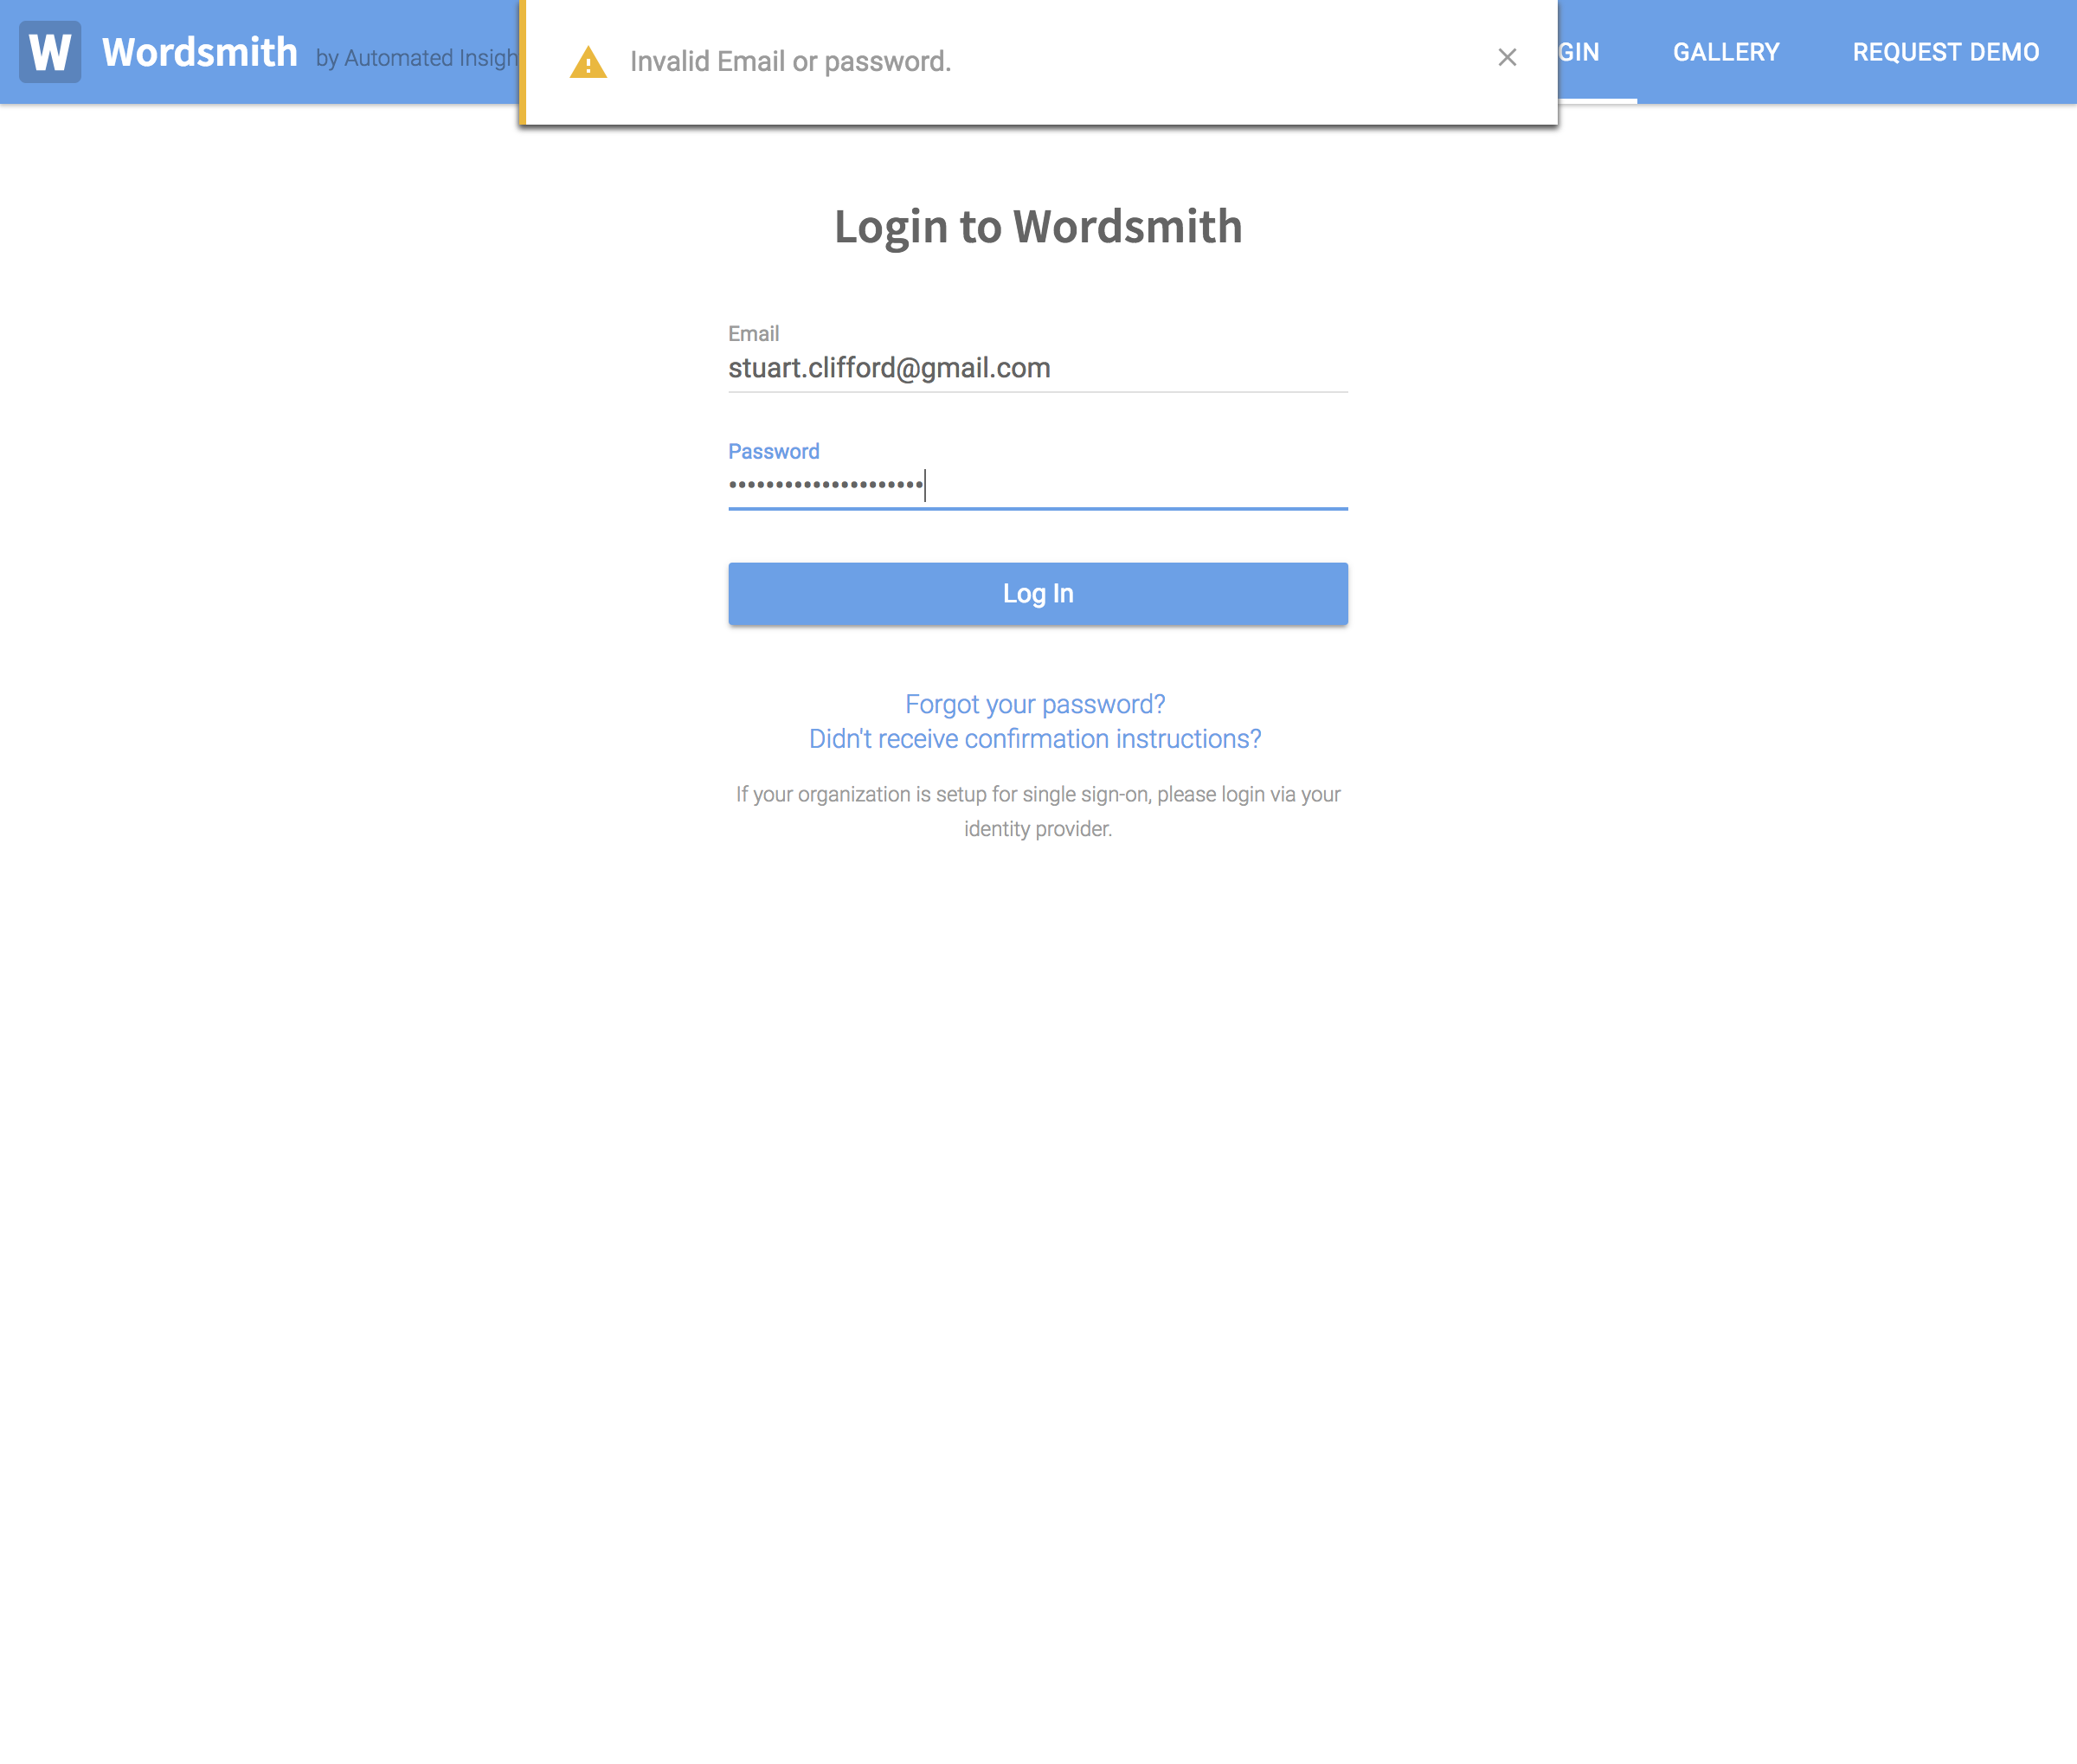 W Wordsmith by Automated Insigh
Invalid Email or password.
GIN GALLERY REQUEST DEMO
Login to Wordsmith
Email
stuart.clifford@gmail.com
Password
•••••••••••••••••••••
Log In
Forgot your password?
Didn't receive confirmation instructions?
If your organization is setup for single sign-on, please login via your
identity provider.